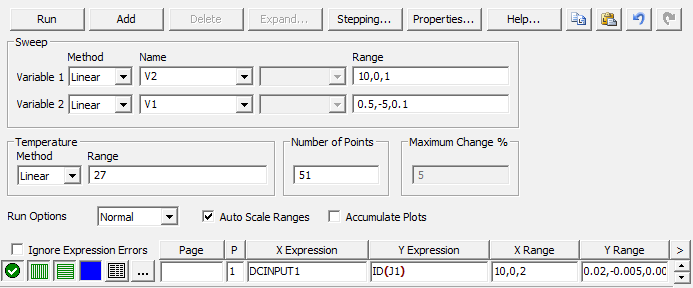 Run Add Delete Expand... Stepping... Properties... Help...
Sweep
Method Name Range
Variable 1 Linear V2 10,0,1
Variable 2 Linear V1 0.5,-5,0.1
Temperature Number of Points Maximum Change %
Method Range
Linear 27 51 5
Run Options Normal Auto Scale Ranges Accumulate Plots
Ignore Expression Errors Page P X Expression Y Expression X Range Y Range >
... 1 DCINPUT1 ID(J1) 10,0,2 0.02,-0.005,0.00